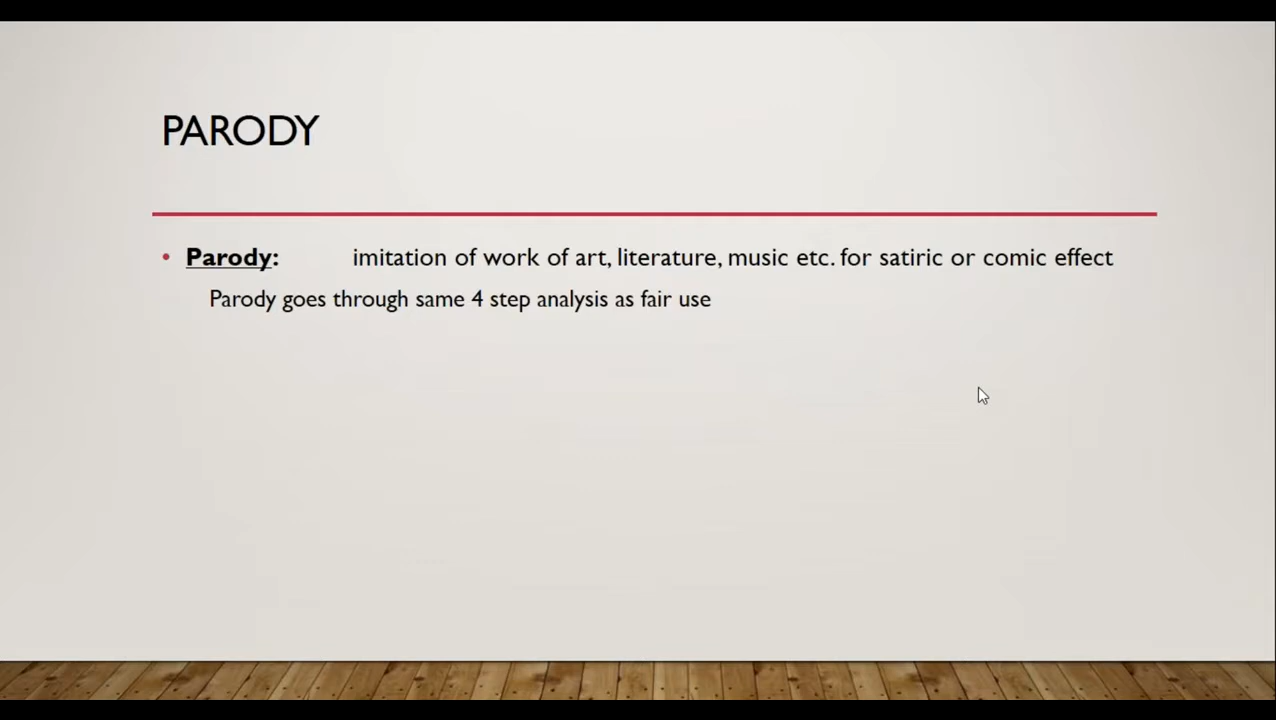 PARODY
Parody: imitation of work of art, literature, music etc. for satiric or comic effect
Parody goes through same 4 step analysis as fair use